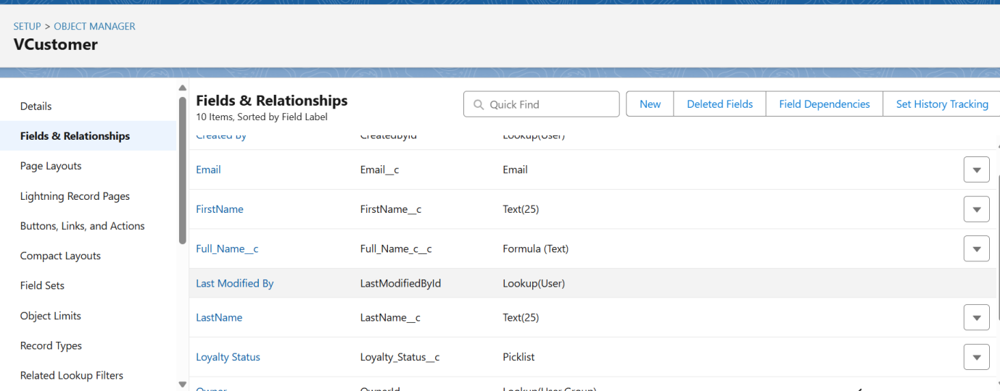 SETUP > OBJECT MANAGER
VCustomer
Details
Fields & Relationships
Page Layouts
Lightning Record Pages
Buttons, Links, and Actions
Compact Layouts
Field Sets
Object Limits
Record Types
Related Lookup Filters
Fields & Relationships
10 Items, Sorted by Field Label
Quick Find
New
Deleted Fields
Field Dependencies
Set History Tracking
Created By CreatedById Lookup(User)
Email Email__c Email
FirstName FirstName__c Text(25)
Full_Name__c Full_Name_c__c Formula (Text)
Last Modified By LastModifiedById Lookup(User)
LastName LastName__c Text(25)
Loyalty Status Loyalty_Status__c Picklist
Owner OwnerId Lookup(User,Group)